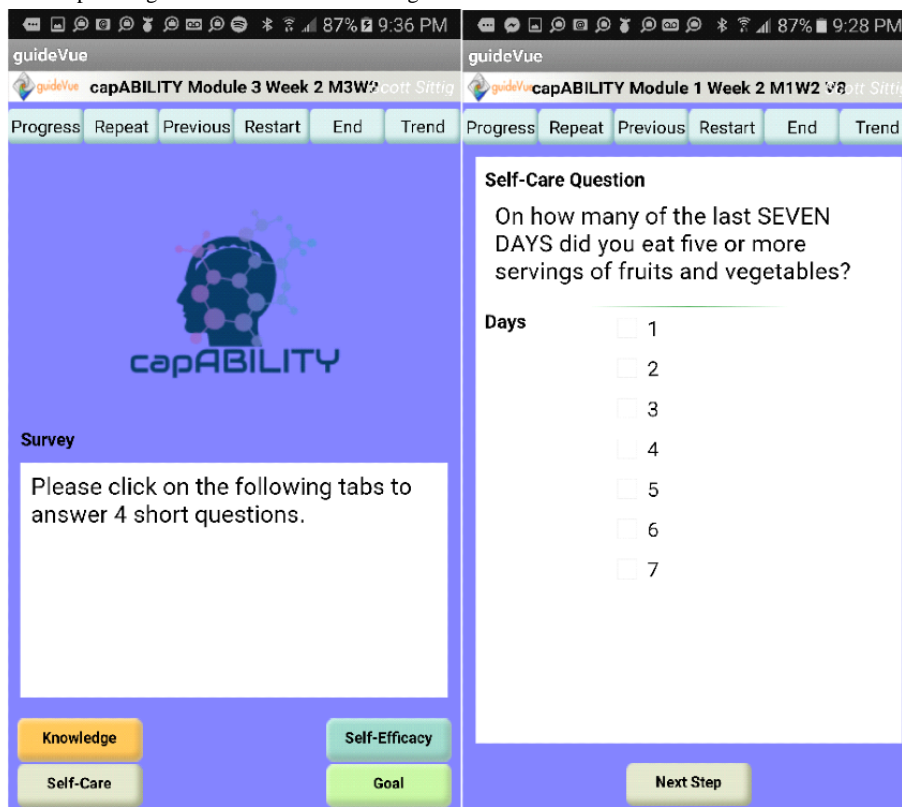 87% 9:36 PM
guideVue
guideVue capABILITY Module 3 Week 2 M3W2 Scott Sittig
Progress Repeat Previous Restart End Trend
capABILITY
Survey
Please click on the following tabs to
answer 4 short questions.
Knowledge Self-Efficacy
Self-Care Goal
87% 9:28 PM
guideVue
guideVue capABILITY Module 1 Week 2 M1W2 V8 Sitti
Progress Repeat Previous Restart End Trend
Self-Care Question
On how many of the last SEVEN
DAYS did you eat five or more
servings of fruits and vegetables?
Days
1
2
3
4
5
6
7
Next Step